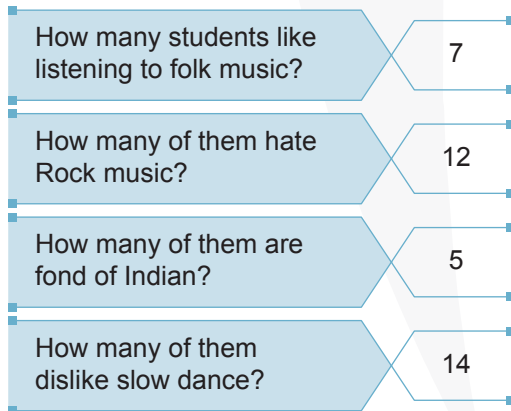 How many students like
listening to folk music?
7
How many of them hate
Rock music?
12
How many of them are
fond of Indian?
5
How many of them
dislike slow dance?
14